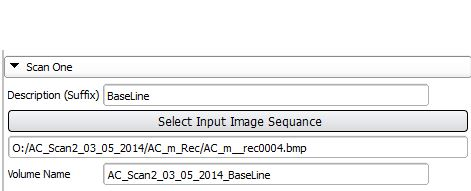 Scan One
Description (Suffix) BaseLine
Select Input Image Sequance
O:/AC_Scan2_03_05_2014/AC_m_Rec/AC_m__rec0004.bmp
Volume Name AC_Scan2_03_05_2014_BaseLine